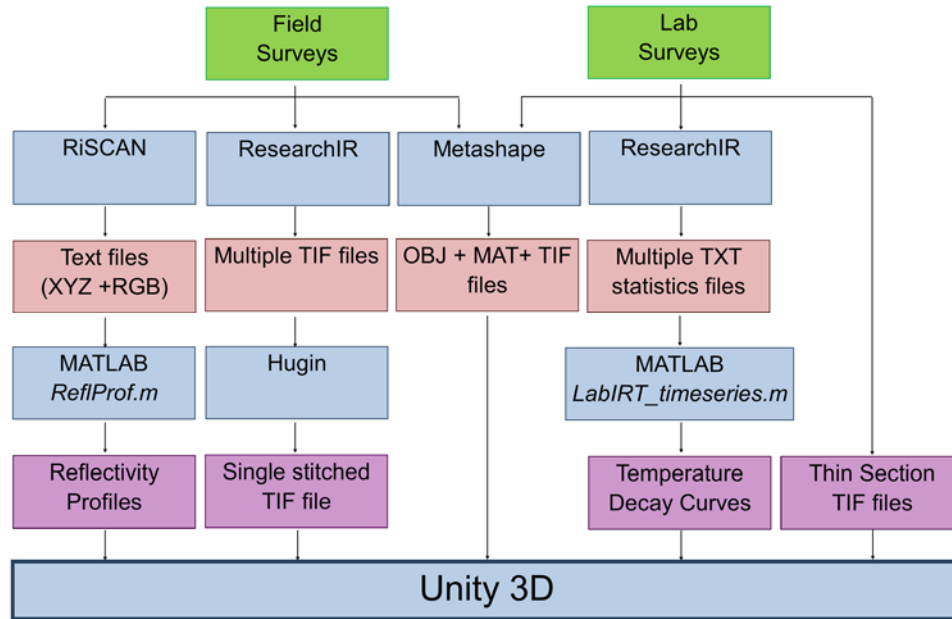 Field
Surveys
Lab
Surveys
RiSCAN
ResearchIR
Metashape
ResearchIR
Text files
(XYZ +RGB)
Multiple TIF files
OBJ + MAT+ TIF
files
Multiple TXT
statistics files
MATLAB
ReflProf.m
Hugin
MATLAB
LabIRT_timeseries.m
Reflectivity
Profiles
Single stitched
TIF file
Temperature
Decay Curves
Thin Section
TIF files
Unity 3D